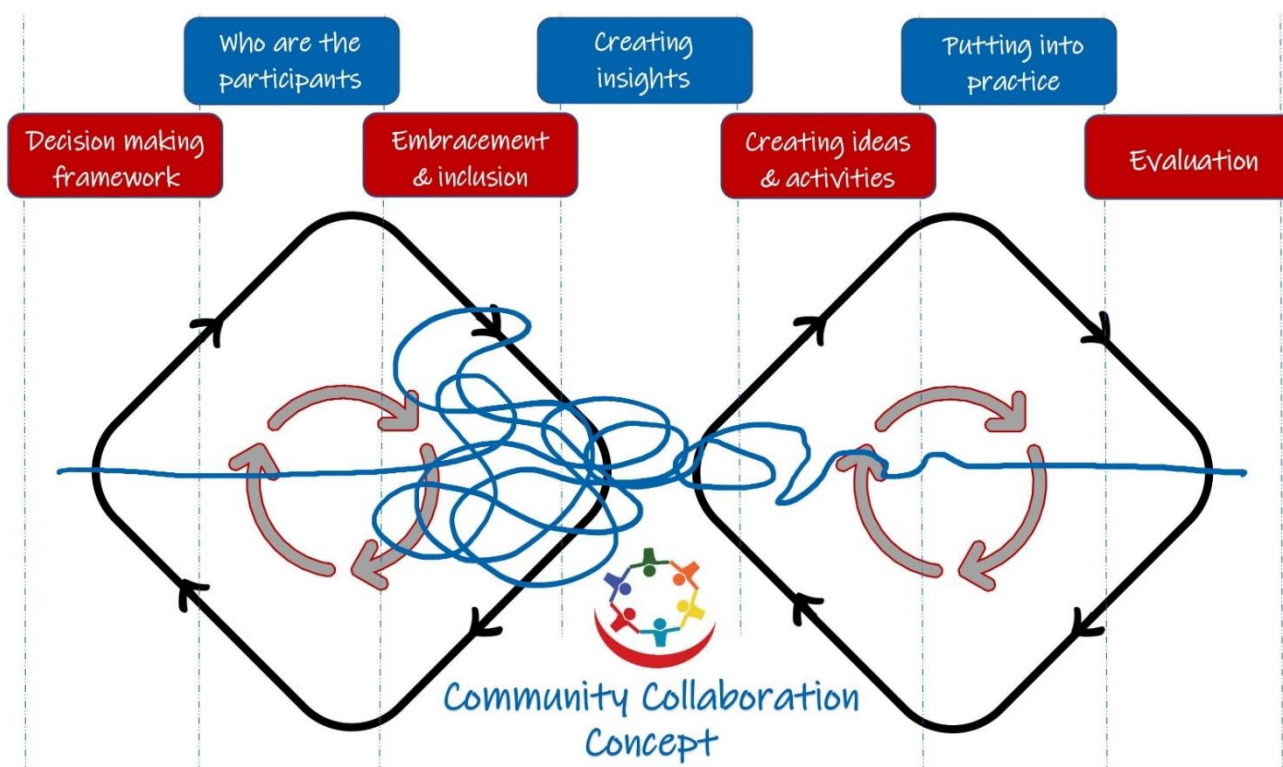 Who are the
participants
Creating
insights
Putting into
practice
Decision making
framework
Embracement
& inclusion
Creating ideas
& activities
Evaluation
Community Collaboration
Concept